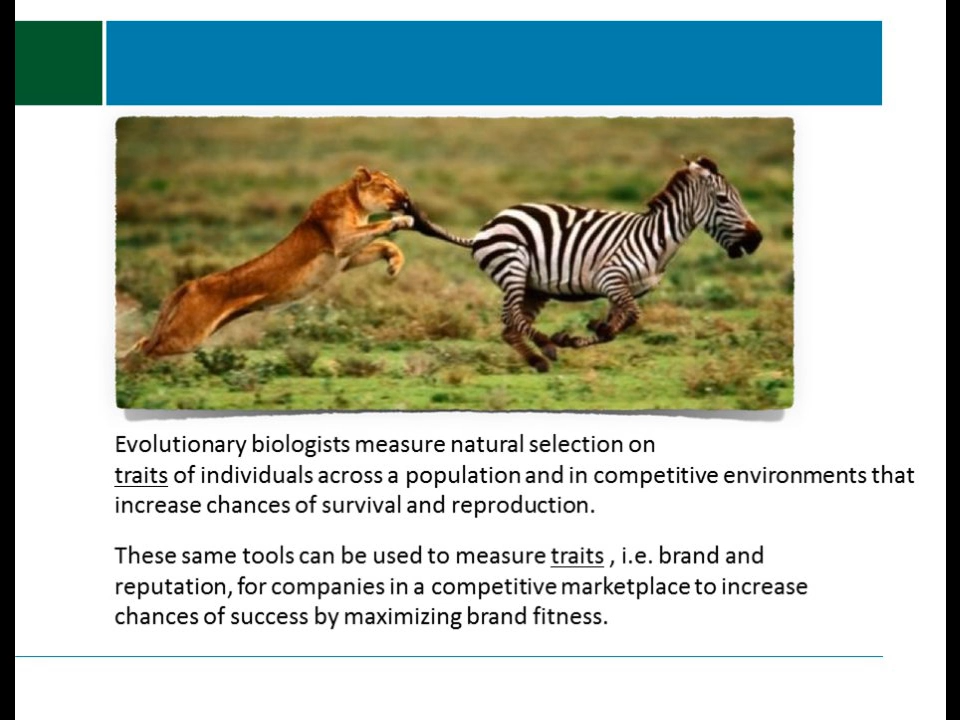 Evolutionary biologists measure natural selection on
traits of individuals across a population and in competitive environments that
increase chances of survival and reproduction.
These same tools can be used to measure traits , i.e. brand and
reputation, for companies in a competitive marketplace to increase
chances of success by maximizing brand fitness.